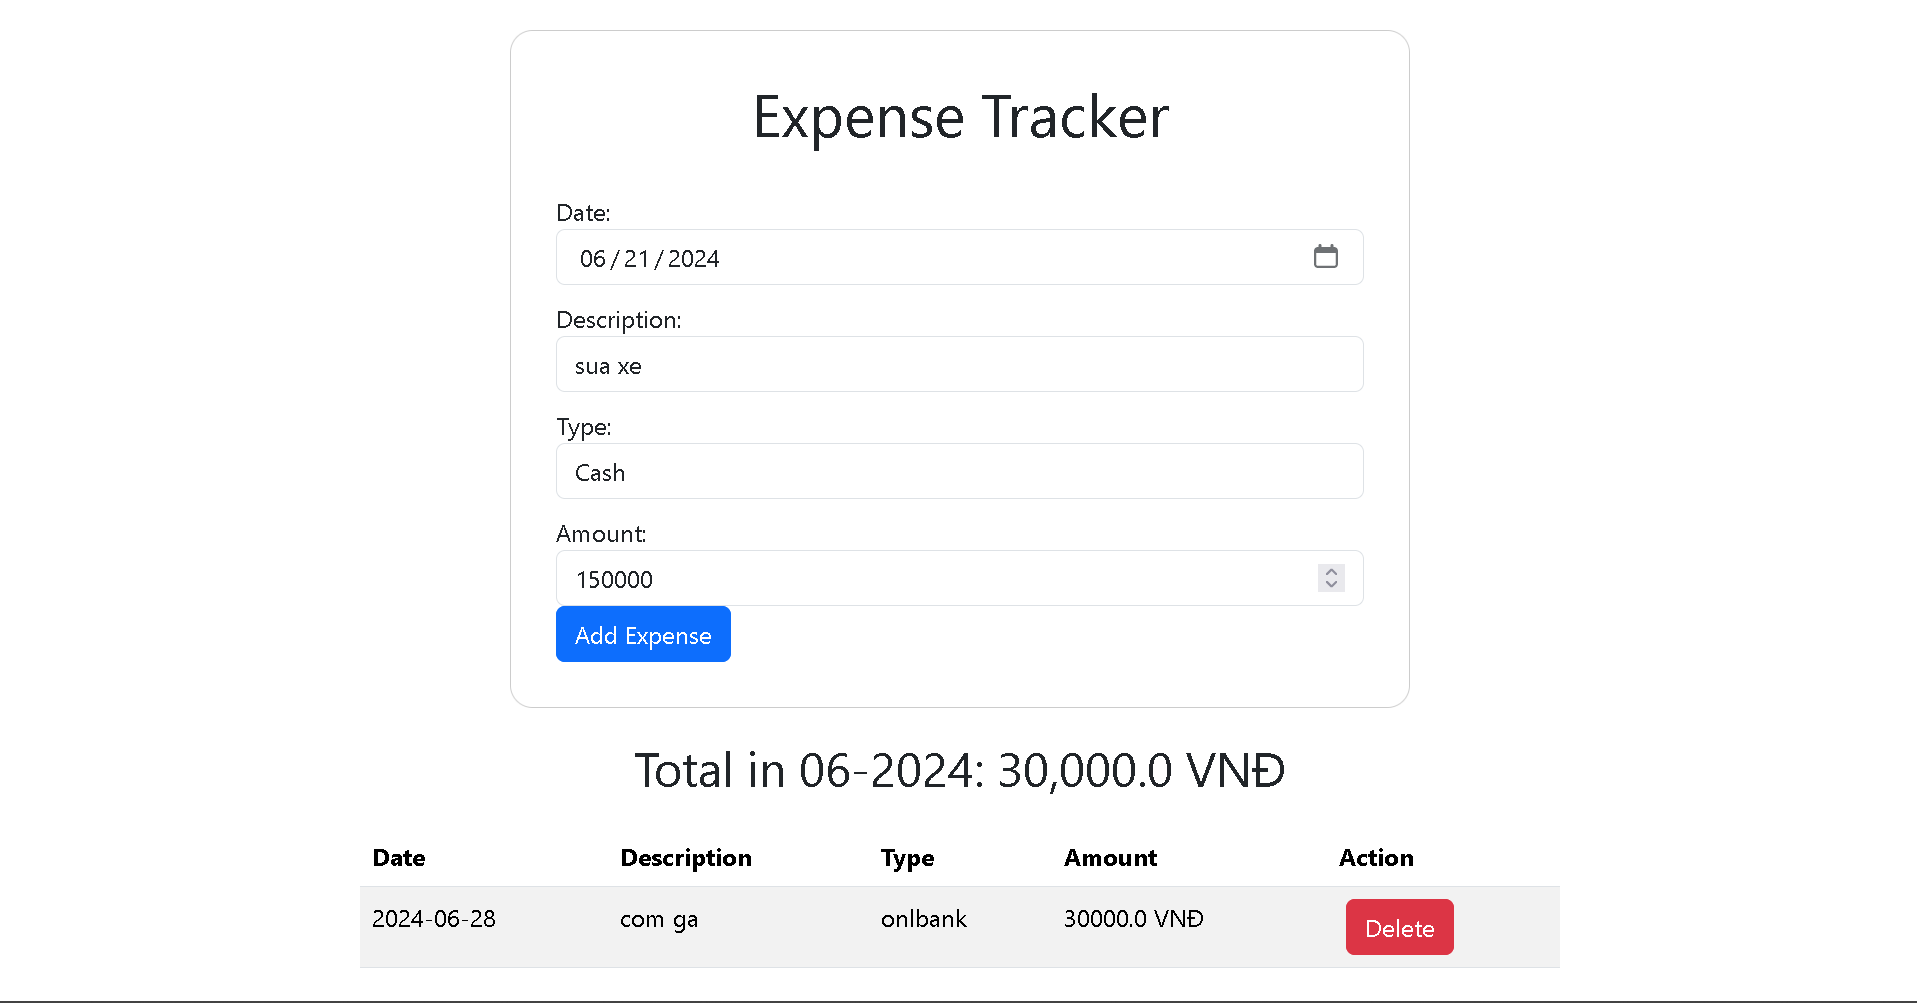 Expense Tracker
Date:
06/21/2024
Description:
sua xe
Type:
Cash
Amount:
150000
Add Expense
Total in 06-2024: 30,000.0 VNĐ
Date Description Type Amount Action
2024-06-28 com ga onlbank 30000.0 VNĐ Delete